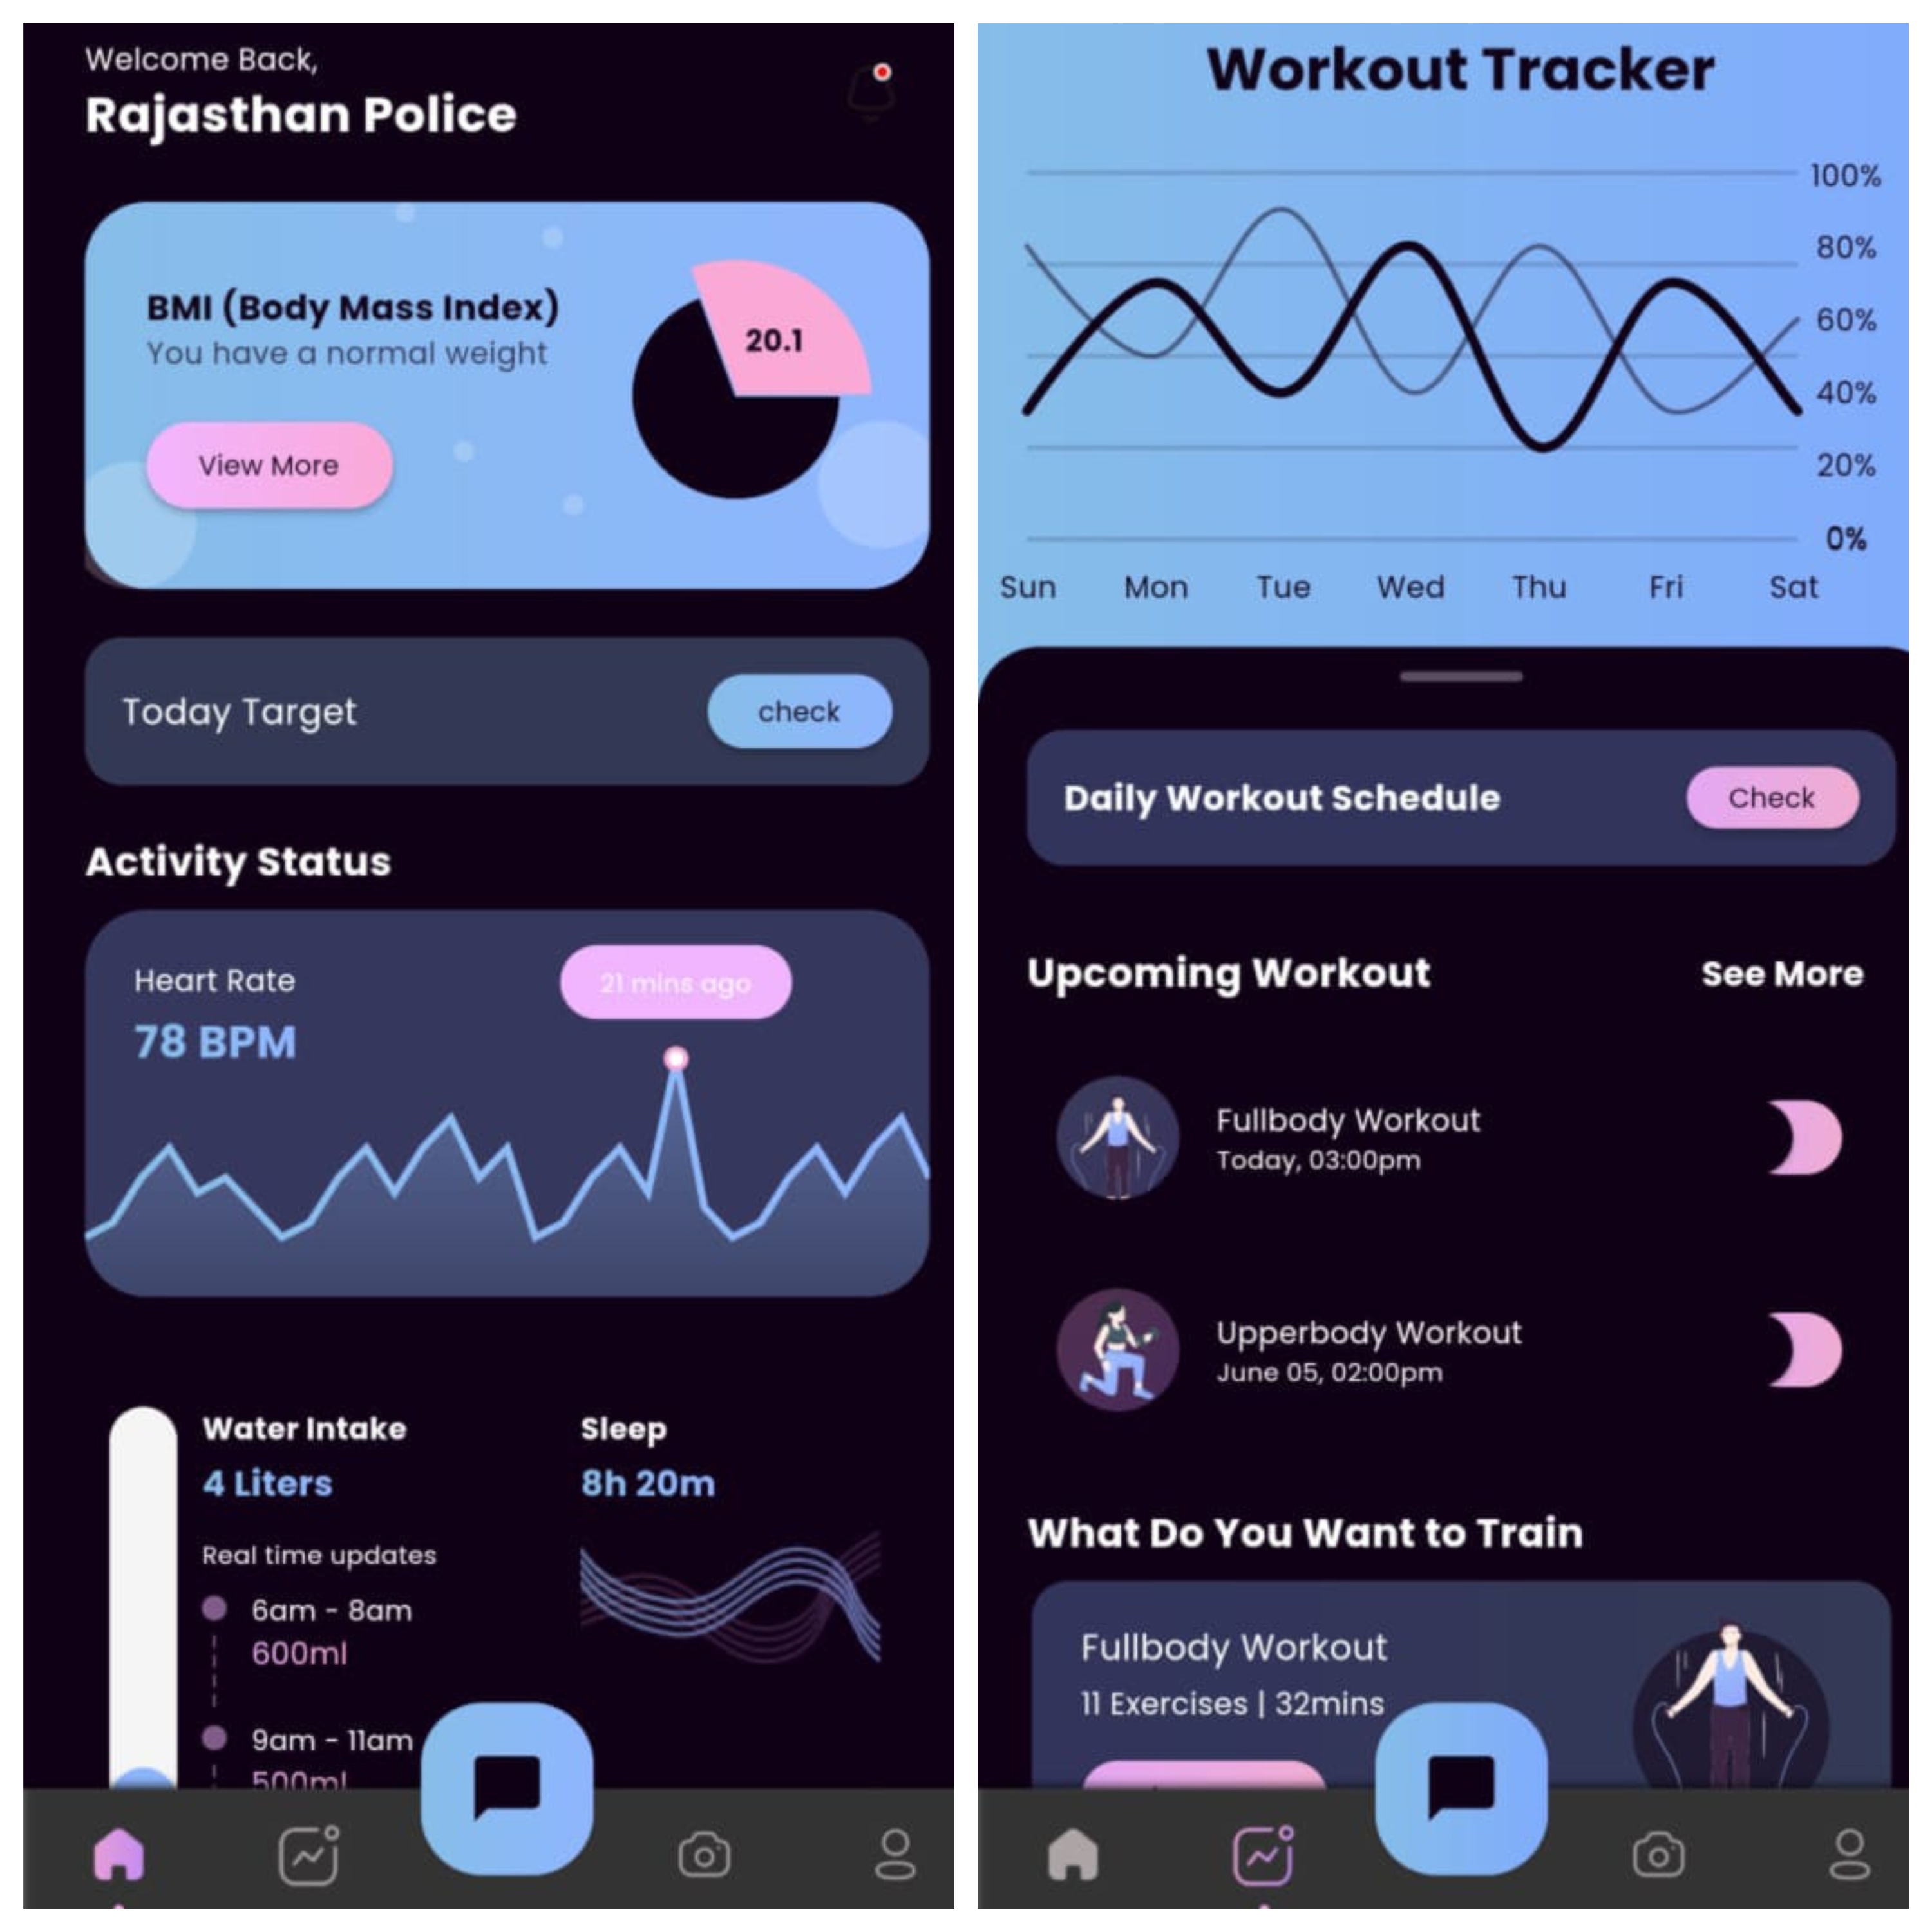 Welcome Back,
Rajasthan Police
BMI (Body Mass Index)
You have a normal weight
20.1
View More
Today Target
check
Activity Status
Heart Rate
21 mins ago
78 BPM
Water Intake
4 Liters
Real time updates
6am - 8am
600ml
9am - 11am
500ml
Sleep
8h 20m
Workout Tracker
100%
80%
60%
40%
20%
0%
Sun Mon Tue Wed Thu Fri Sat
Daily Workout Schedule
Check
Upcoming Workout
See More
Fullbody Workout
Today, 03:00pm
Upperbody Workout
June 05, 02:00pm
What Do You Want to Train
Fullbody Workout
11 Exercises | 32mins